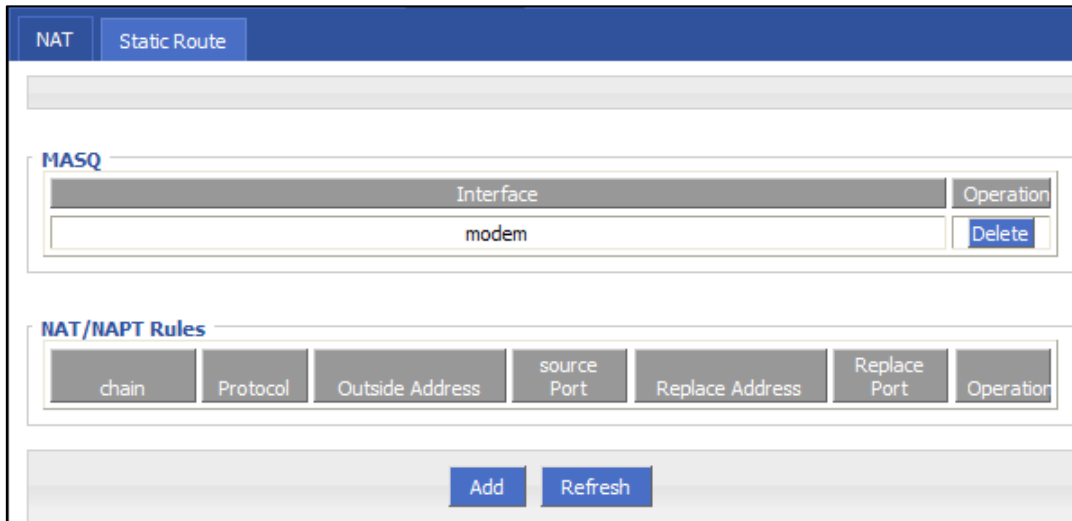 NAT Static Route
MASQ
Interface Operation
modem Delete
NAT/NAPT Rules
chain Protocol Outside Address source Port Replace Address Replace Port Operation
Add Refresh